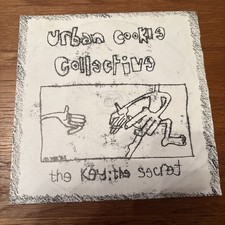 urban cookie
collective
the key:the secret